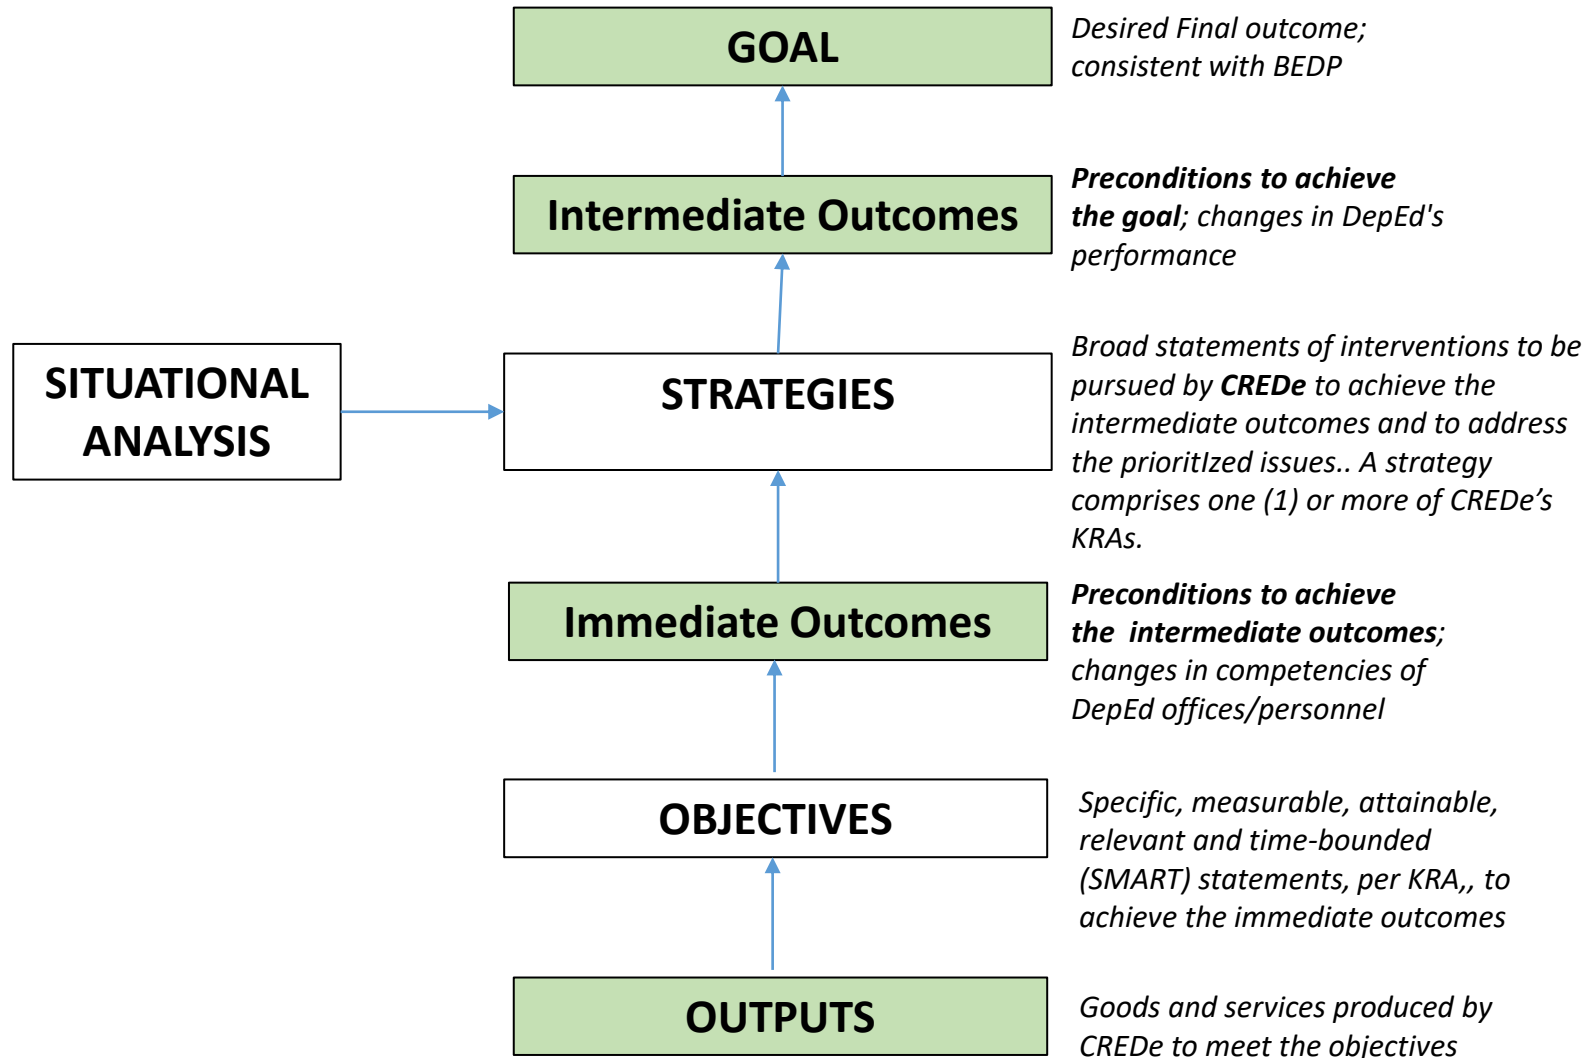 GOAL
Desired Final outcome;
consistent with BEDP
Intermediate Outcomes
Preconditions to achieve
the goal; changes in DepEd's
performance
SITUATIONAL
ANALYSIS
STRATEGIES
Broad statements of interventions to be
pursued by CREDe to achieve the
intermediate outcomes and to address
the prioritIzed issues.. A strategy
comprises one (1) or more of CREDe’s
KRAs.
Immediate Outcomes
Preconditions to achieve
the intermediate outcomes;
changes in competencies of
DepEd offices/personnel
OBJECTIVES
Specific, measurable, attainable,
relevant and time-bounded
(SMART) statements, per KRA,, to
achieve the immediate outcomes
OUTPUTS
Goods and services produced by
CREDe to meet the objectives